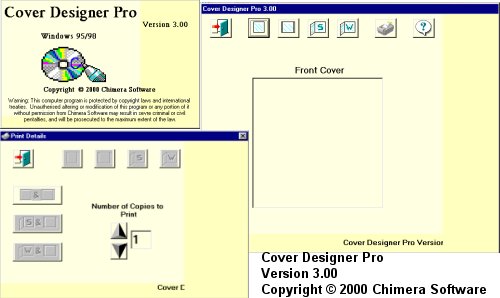 Cover Designer Pro
Version 3.00
Windows 95/98
Copyright © 2000 Chimera Software
Warning: This computer program is protected by copyright laws and international
treaties. Unauthorised altering or modification of this program or any portion of it
without permission from Chimera Software may result in cevre criminal or civil
penalties, and will be prosecuted to the maximum extent of the law.
Cover Designer Pro 3.00
S
W
?
Front Cover
Cover Designer Pro Version
Print Details
S
W
&
S &
W &
Number of Copies to
Print
1
Cover D
Cover Designer Pro
Version 3.00
Copyright © 2000 Chimera Software